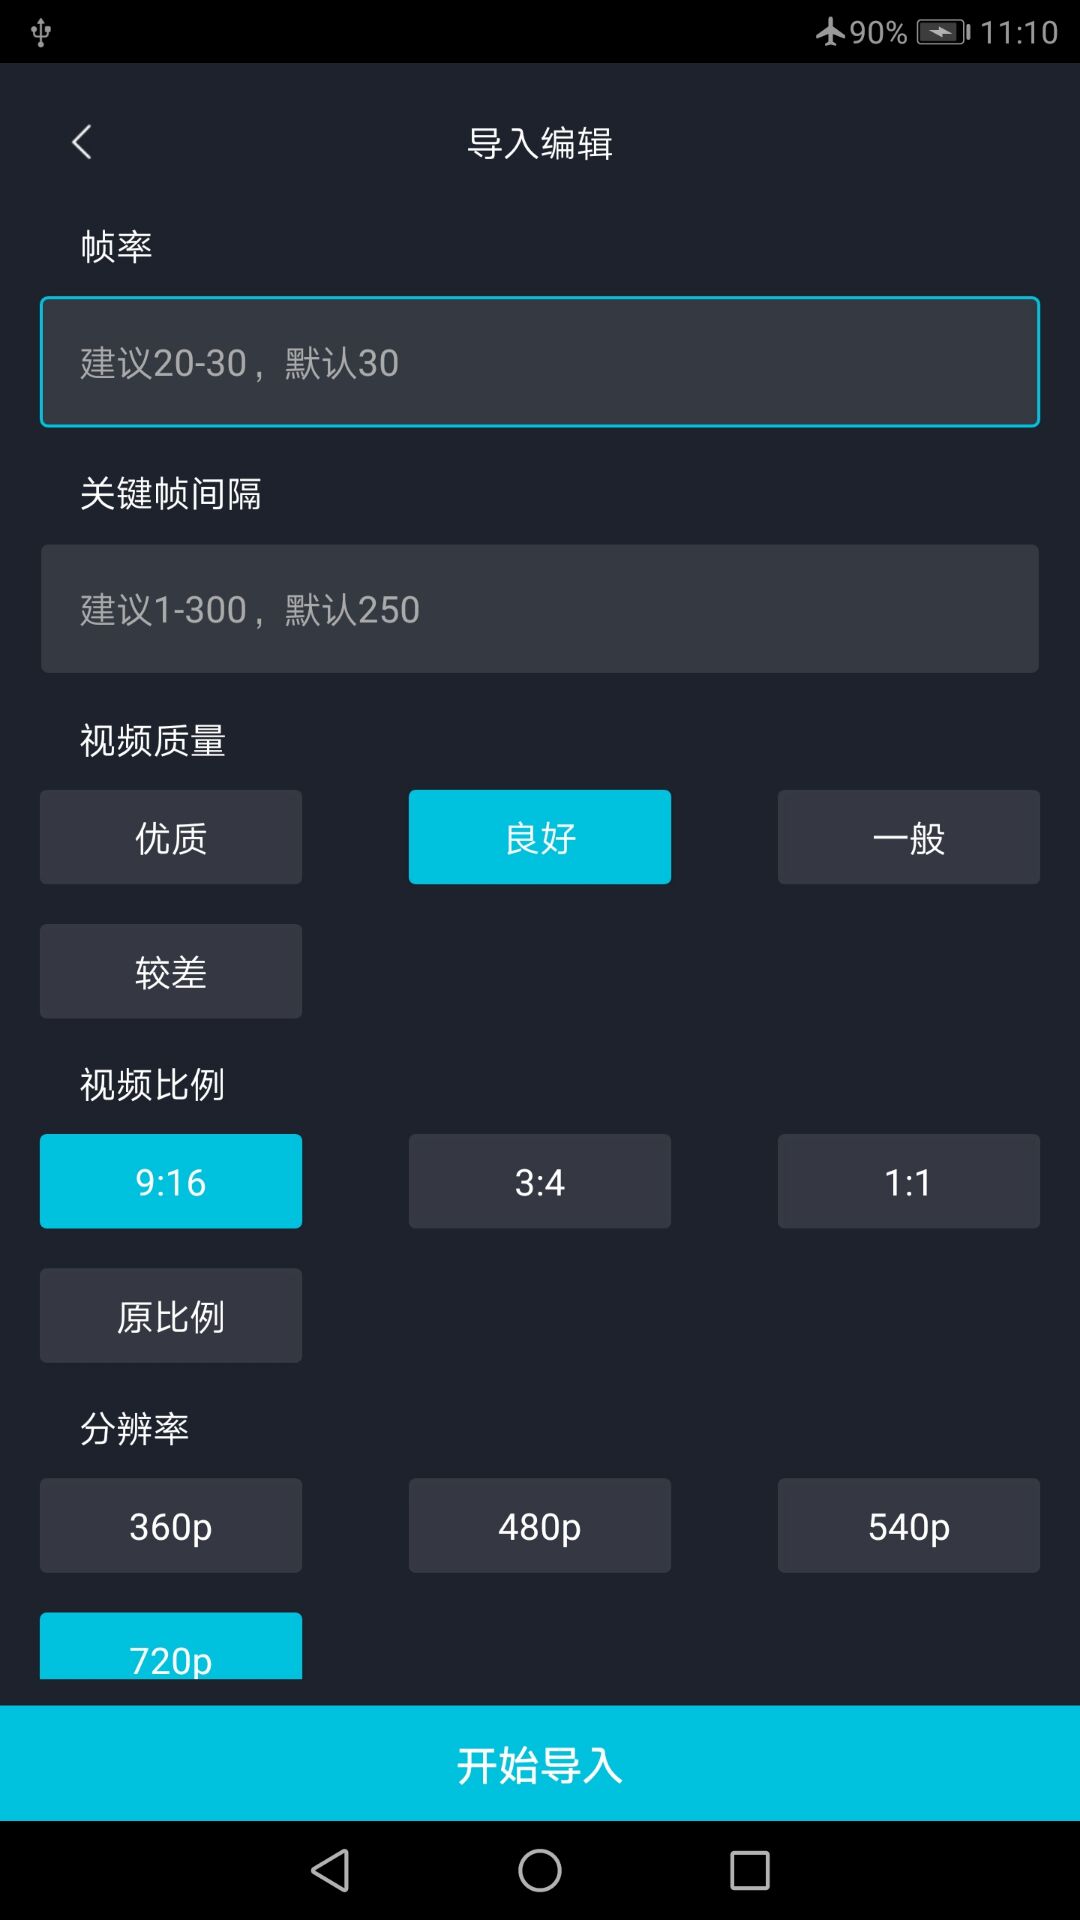 90% 11:10
导入编辑
帧率
建议20-30，默认30
关键帧间隔
建议1-300，默认250
视频质量
优质 良好 一般
较差
视频比例
9:16 3:4 1:1
原比例
分辨率
360p 480p 540p
720p
开始导入